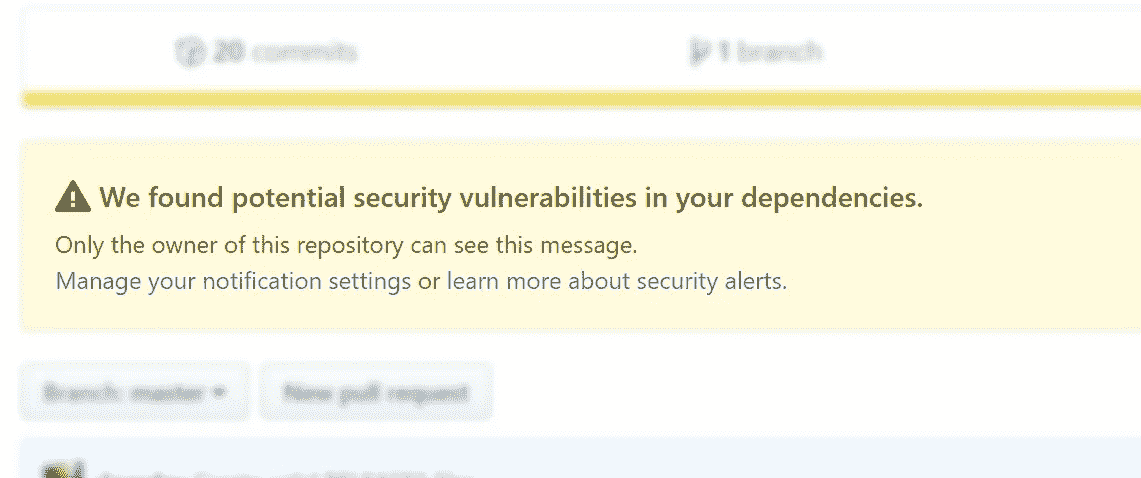 20 commits
1 branch
We found potential security vulnerabilities in your dependencies.
Only the owner of this repository can see this message.
Manage your notification settings or learn more about security alerts.
Branch: master
New pull request